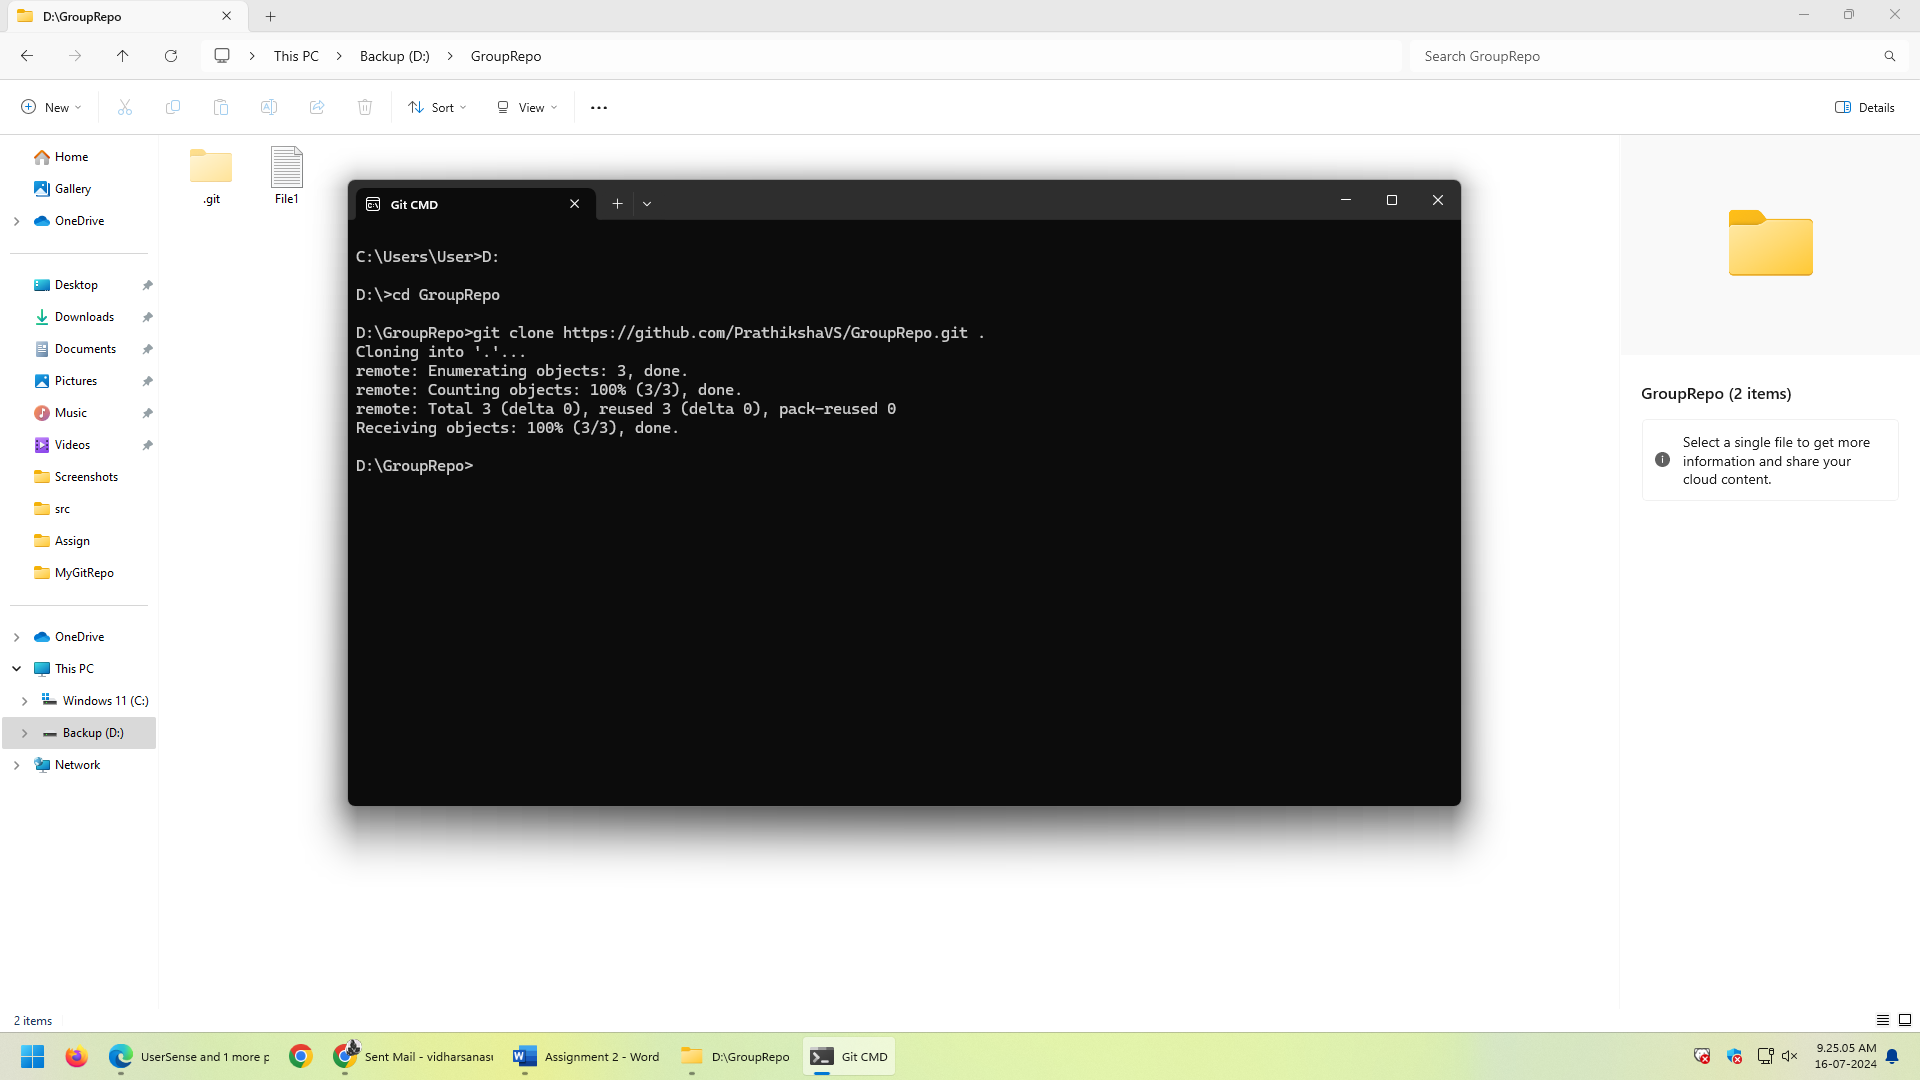 D:\GroupRepo
This PC
Backup (D:)
GroupRepo
Search GroupRepo
New
Sort
View
Details
Home
Gallery
OneDrive
Desktop
Downloads
Documents
Pictures
Music
Videos
Screenshots
src
Assign
MyGitRepo
OneDrive
This PC
Windows 11 (C:)
Backup (D:)
Network
.git
File1
Git CMD
C:\Users\User>D:
D:\>cd GroupRepo
D:\GroupRepo>git clone https://github.com/PrathikshaVS/GroupRepo.git .
Cloning into '.'...
remote: Enumerating objects: 3, done.
remote: Counting objects: 100% (3/3), done.
remote: Total 3 (delta 0), reused 3 (delta 0), pack-reused 0
Receiving objects: 100% (3/3), done.
D:\GroupRepo>
GroupRepo (2 items)
Select a single file to get more
information and share your
cloud content.
2 items
UserSense and 1 more p
Sent Mail - vidharsanasu
Assignment 2 - Word
D:\GroupRepo
Git CMD
9.25.05 AM
16-07-2024